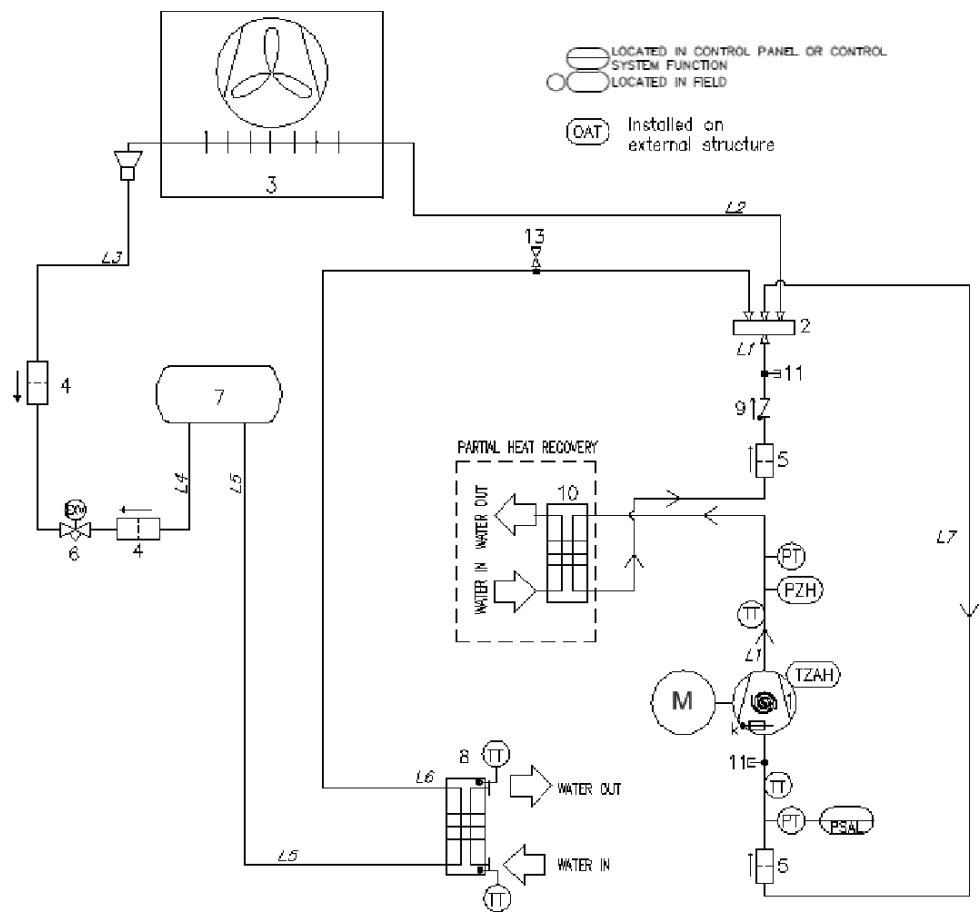 LOCATED IN CONTROL PANEL OR CONTROL
SYSTEM FUNCTION
LOCATED IN FIELD
OAT
Installed on
external structure
3
L2
13
L3
2
L1
11
4
7
9
PARTIAL HEAT RECOVERY
5
10
L4
L5
WATER OUT
WATER IN
L7
EXV
6
4
PT
PZH
TT
L1
TZAH
M
1
k
8
TT
11
L6
WATER OUT
TT
PT
PSAL
L5
WATER IN
5
TT